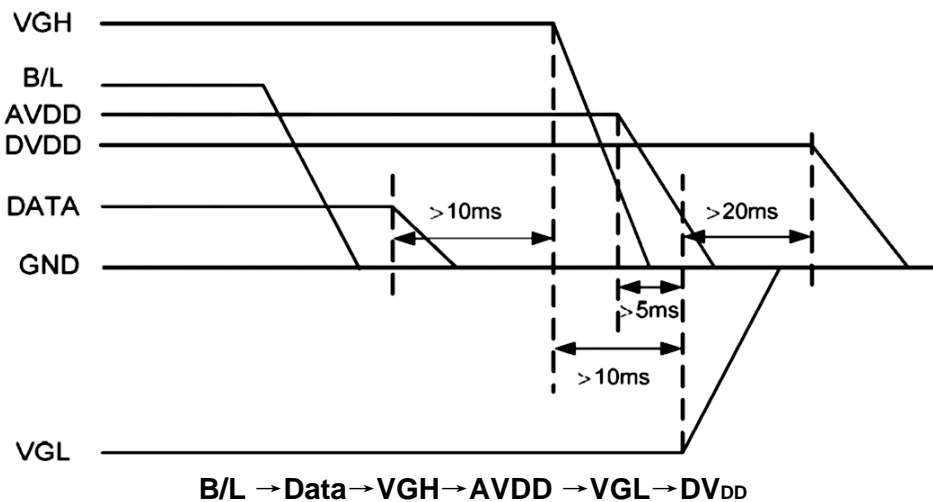 VGH
B/L
AVDD
DVDD
DATA
>10ms
>20ms
GND
>5ms
>10ms
VGL
B/L →Data→VGH→AVDD →VGL→DVDD